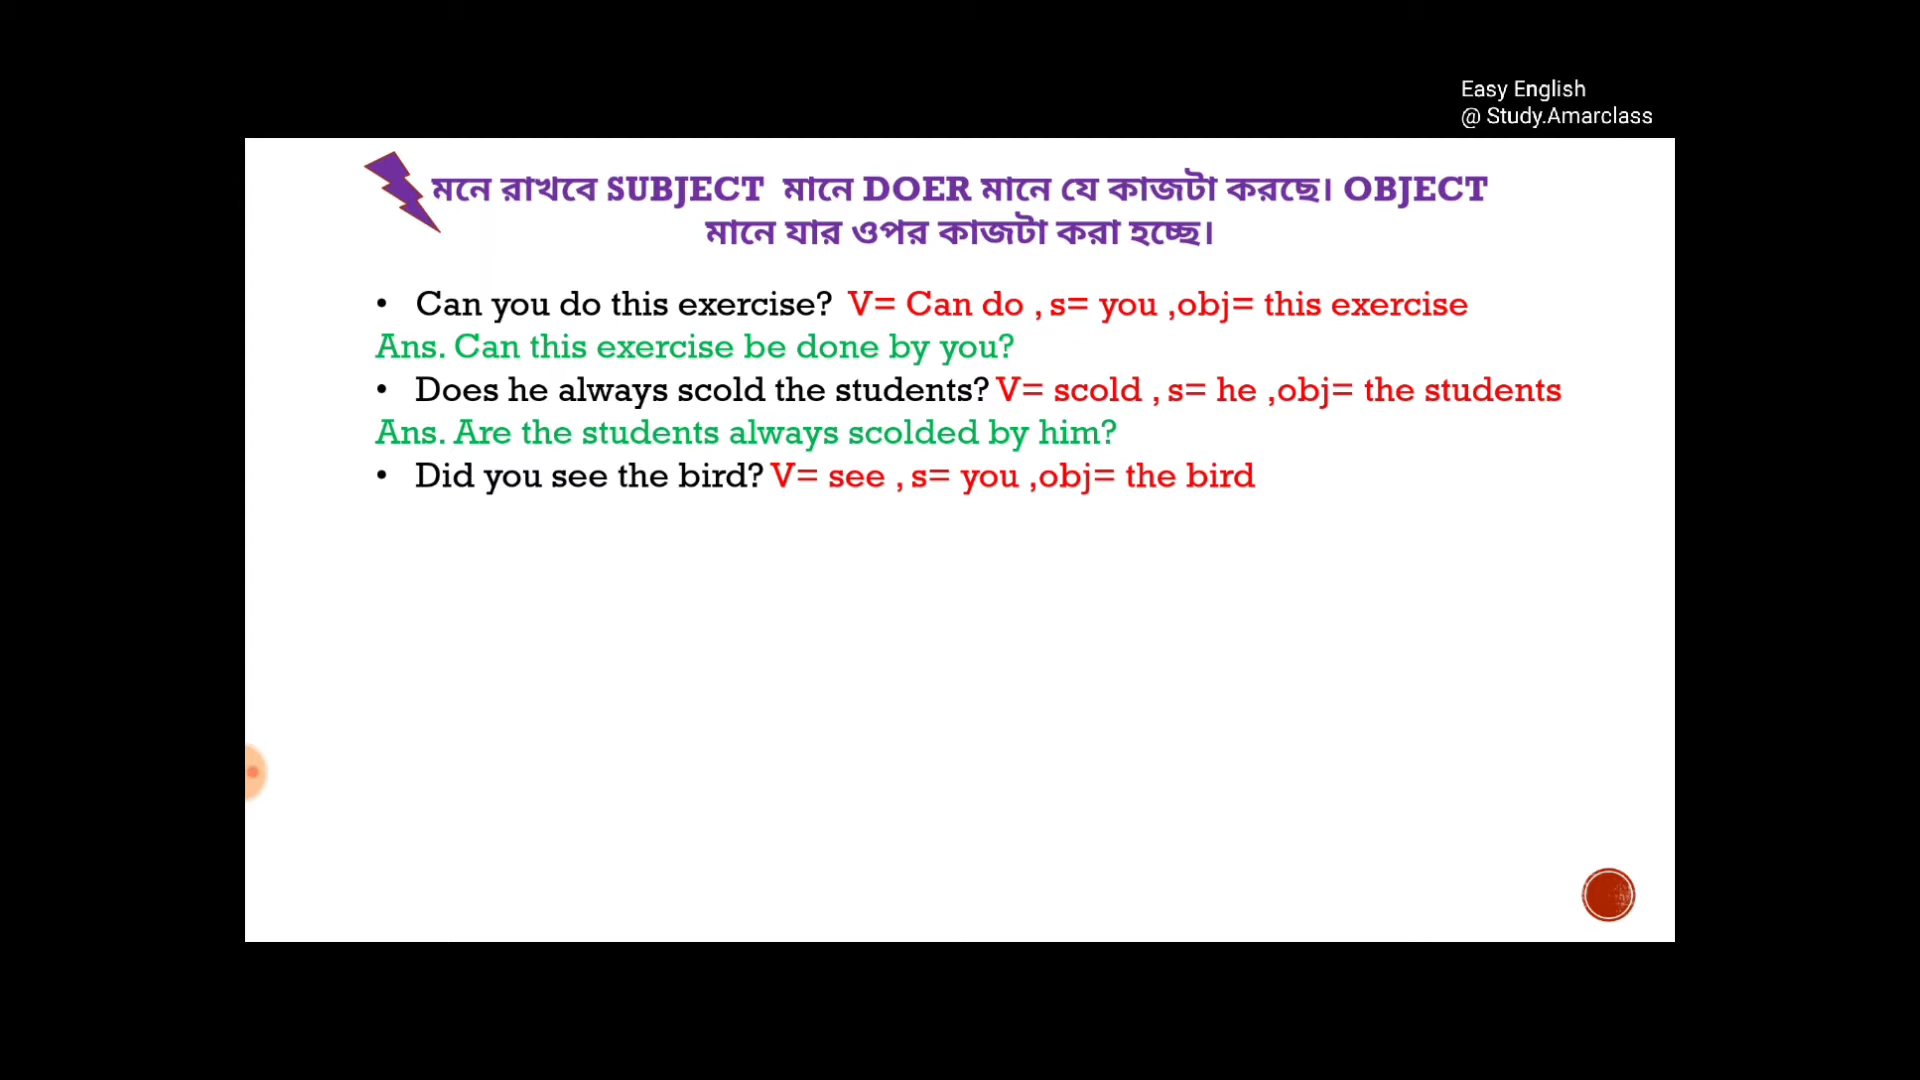 Easy English
@ Study.Amarclass
মনে রাখবে SUBJECT মানে DOER মানে যে কাজটা করছে। OBJECT
মানে যার ওপর কাজটা করা হচ্ছে।
• Can you do this exercise? V= Can do , s= you ,obj= this exercise
Ans. Can this exercise be done by you?
• Does he always scold the students? V= scold , s= he ,obj= the students
Ans. Are the students always scolded by him?
• Did you see the bird? V= see , s= you ,obj= the bird